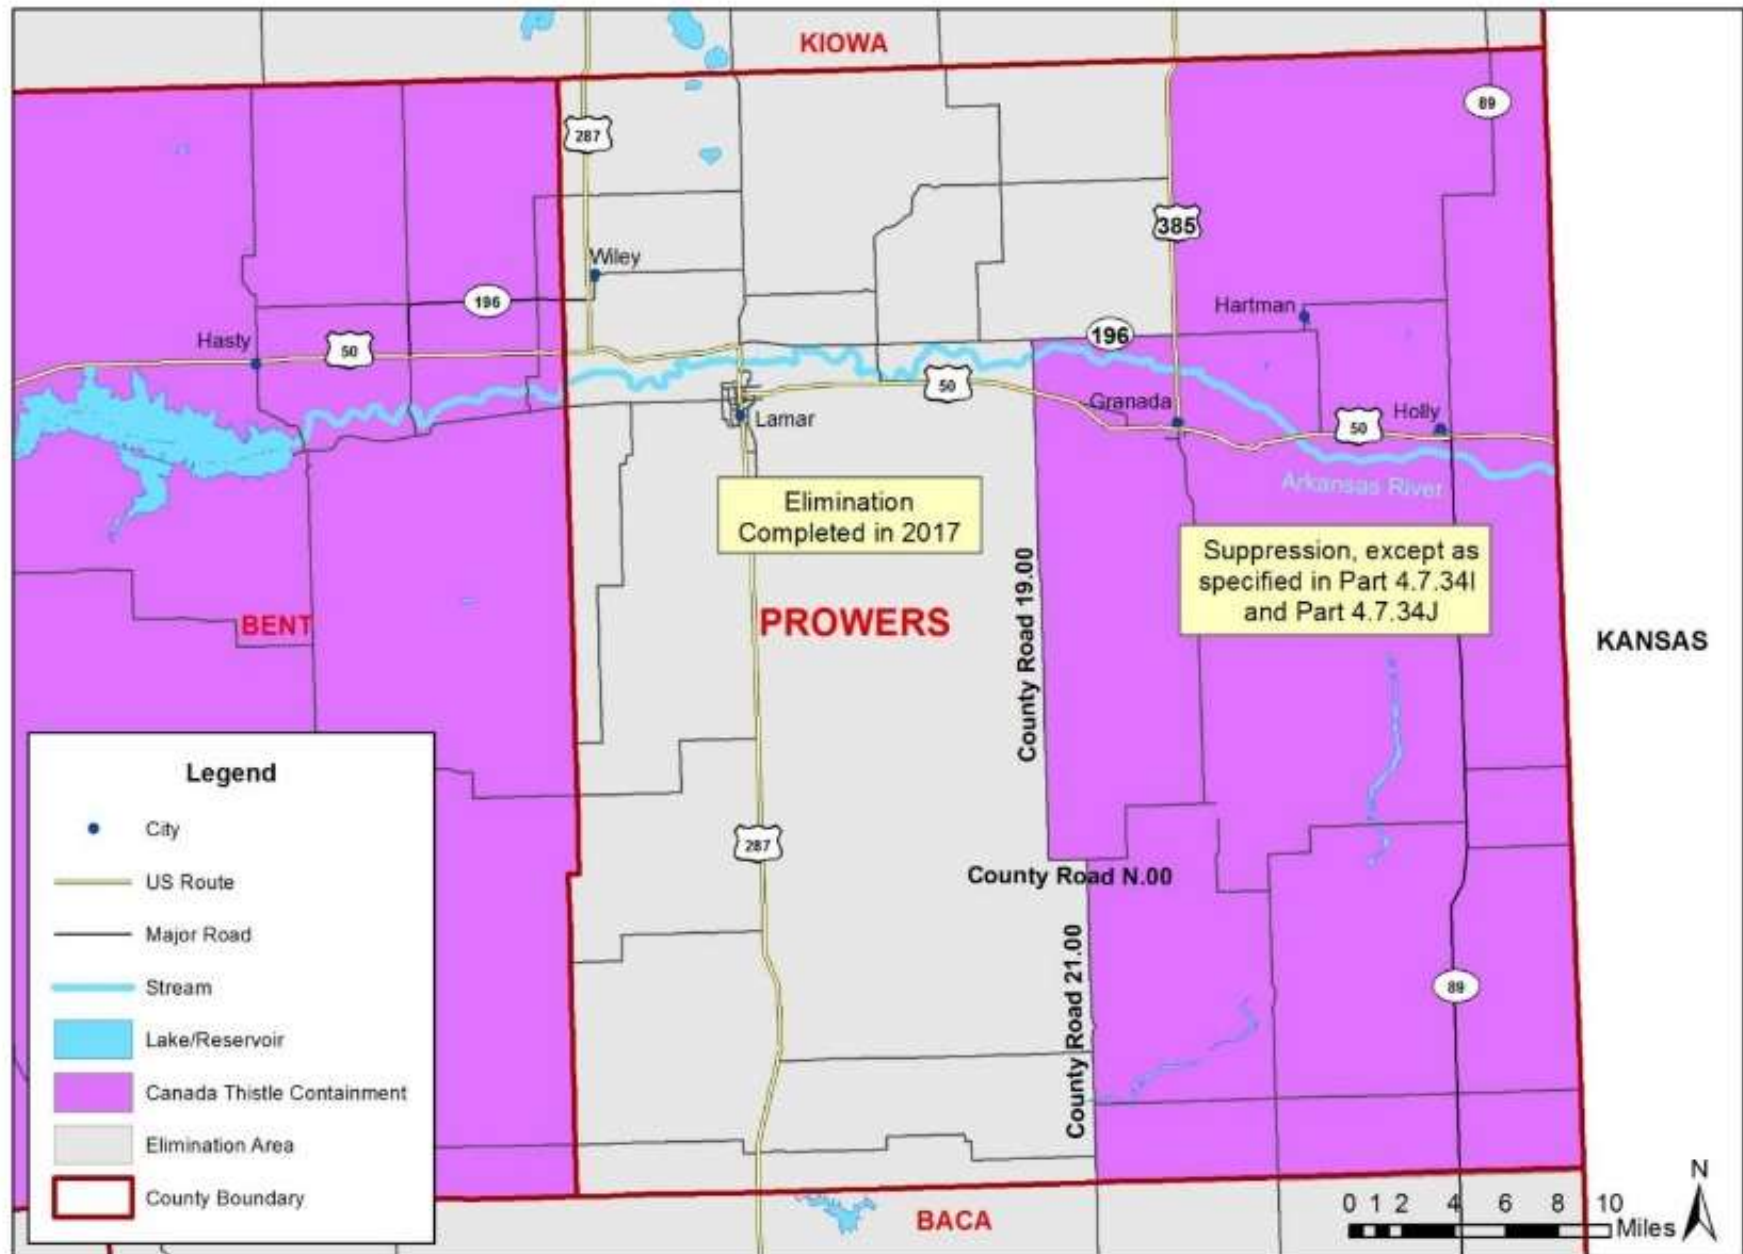 KIOWA
89
287
385
Wiley
196
Hartman
Hasty
50
196
50
Granada
50
Holly
Lamar
Arkansas River
Elimination
Completed in 2017
Suppression, except as
specified in Part 4.7.34I
and Part 4.7.34J
County Road 19.00
BENT
PROWERS
KANSAS
287
County Road N.00
County Road 21.00
89
Legend
City
US Route
Major Road
Stream
Lake/Reservoir
Canada Thistle Containment
Elimination Area
County Boundary
BACA
N
0 1 2 4 6 8 10
Miles